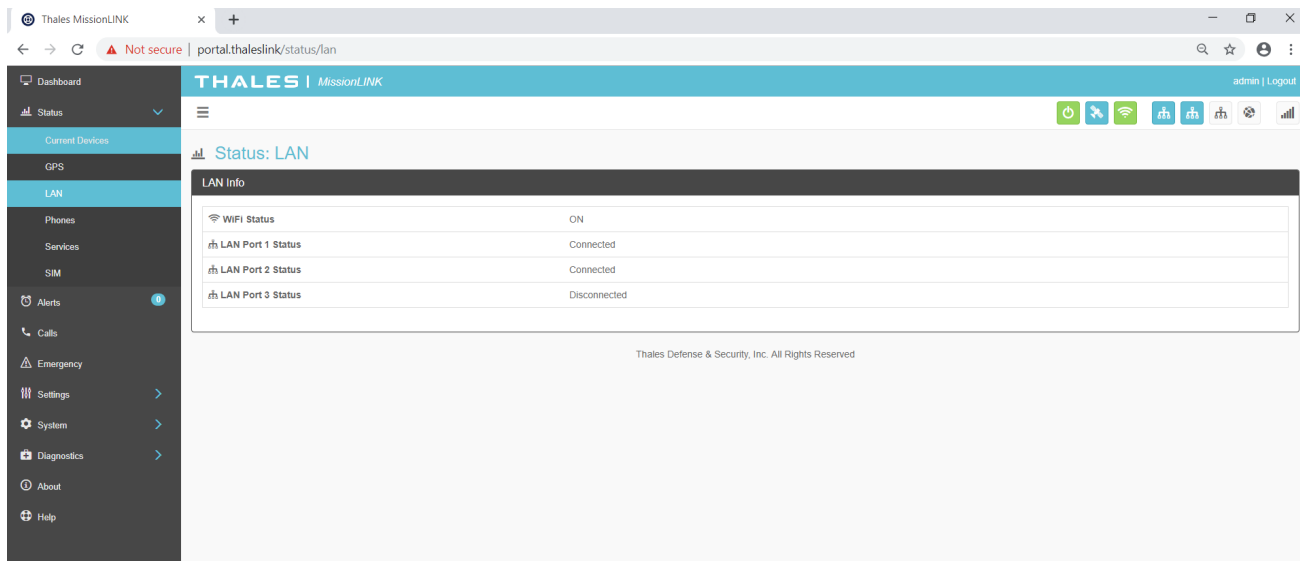 Thales MissionLINK
Not secure | portal.thaleslink/status/lan
Dashboard
THALES | MissionLINK
admin | Logout
Status
Current Devices
GPS
LAN
Phones
Services
SIM
Alerts 0
Calls
Emergency
Settings
System
Diagnostics
About
Help
Status: LAN
LAN Info
WiFi Status ON
LAN Port 1 Status Connected
LAN Port 2 Status Connected
LAN Port 3 Status Disconnected
Thales Defense & Security, Inc. All Rights Reserved